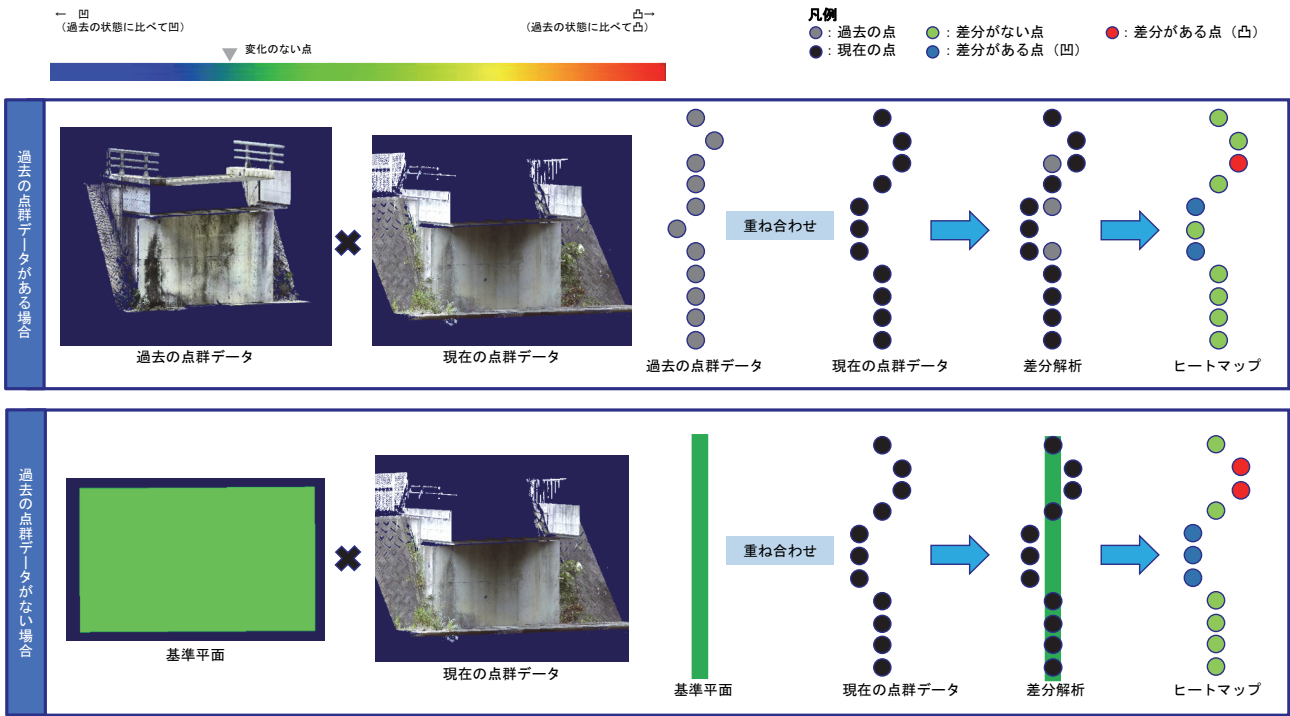 ← 凹
（過去の状態に比べて凹）
凸→
（過去の状態に比べて凸）
変化のない点
凡例
：過去の点
：差分がない点
：差分がある点（凸）
：現在の点
：差分がある点（凹）
過去の点群データがある場合
過去の点群データ
現在の点群データ
重ね合わせ
過去の点群データ
現在の点群データ
差分解析
ヒートマップ
過去の点群データがない場合
基準平面
現在の点群データ
重ね合わせ
基準平面
現在の点群データ
差分解析
ヒートマップ